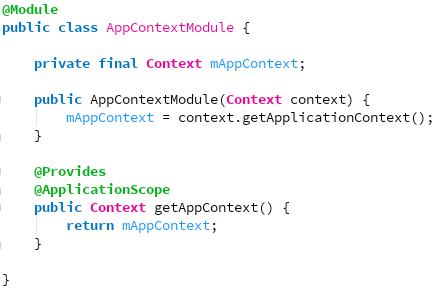 @Module
public class AppContextModule {

    private final Context mAppContext;

    public AppContextModule(Context context) {
        mAppContext = context.getApplicationContext();
    }

    @Provides
    @ApplicationScope
    public Context getAppContext() {
        return mAppContext;
    }

}